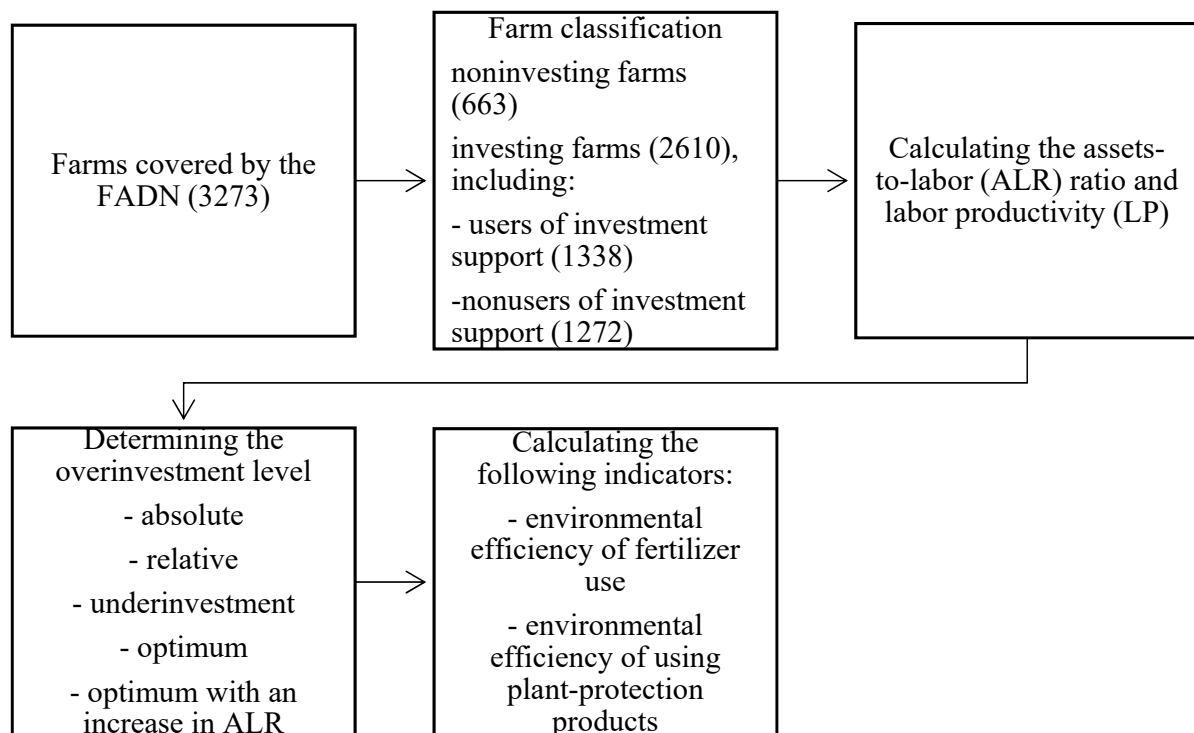 Farms covered by the
FADN (3273)
Farm classification
noninvesting farms
(663)
investing farms (2610),
including:
- users of investment
support (1338)
-nonusers of investment
support (1272)
Calculating the assets-
to-labor (ALR) ratio and
labor productivity (LP)
Determining the
overinvestment level
- absolute
- relative
- underinvestment
- optimum
- optimum with an
increase in ALR
Calculating the
following indicators:
- environmental
efficiency of fertilizer
use
- environmental
efficiency of using
plant-protection
products